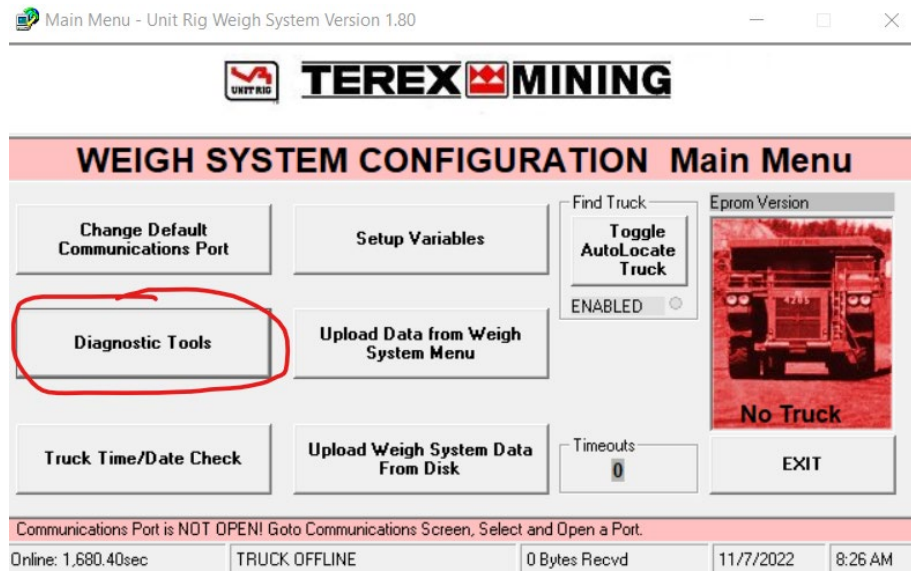 Main Menu - Unit Rig Weigh System Version 1.80
UNIT RIG
TEREX MINING
WEIGH SYSTEM CONFIGURATION Main Menu
Change Default
Communications Port
Setup Variables
Find Truck
Toggle
AutoLocate
Truck
ENABLED
Eprom Version
4285
No Truck
Diagnostic Tools
Upload Data from Weigh
System Menu
Truck Time/Date Check
Upload Weigh System Data
From Disk
Timeouts
0
EXIT
Communications Port is NOT OPEN! Goto Communications Screen, Select and Open a Port.
Online: 1,680.40sec
TRUCK OFFLINE
0 Bytes Recvd
11/7/2022
8:26 AM